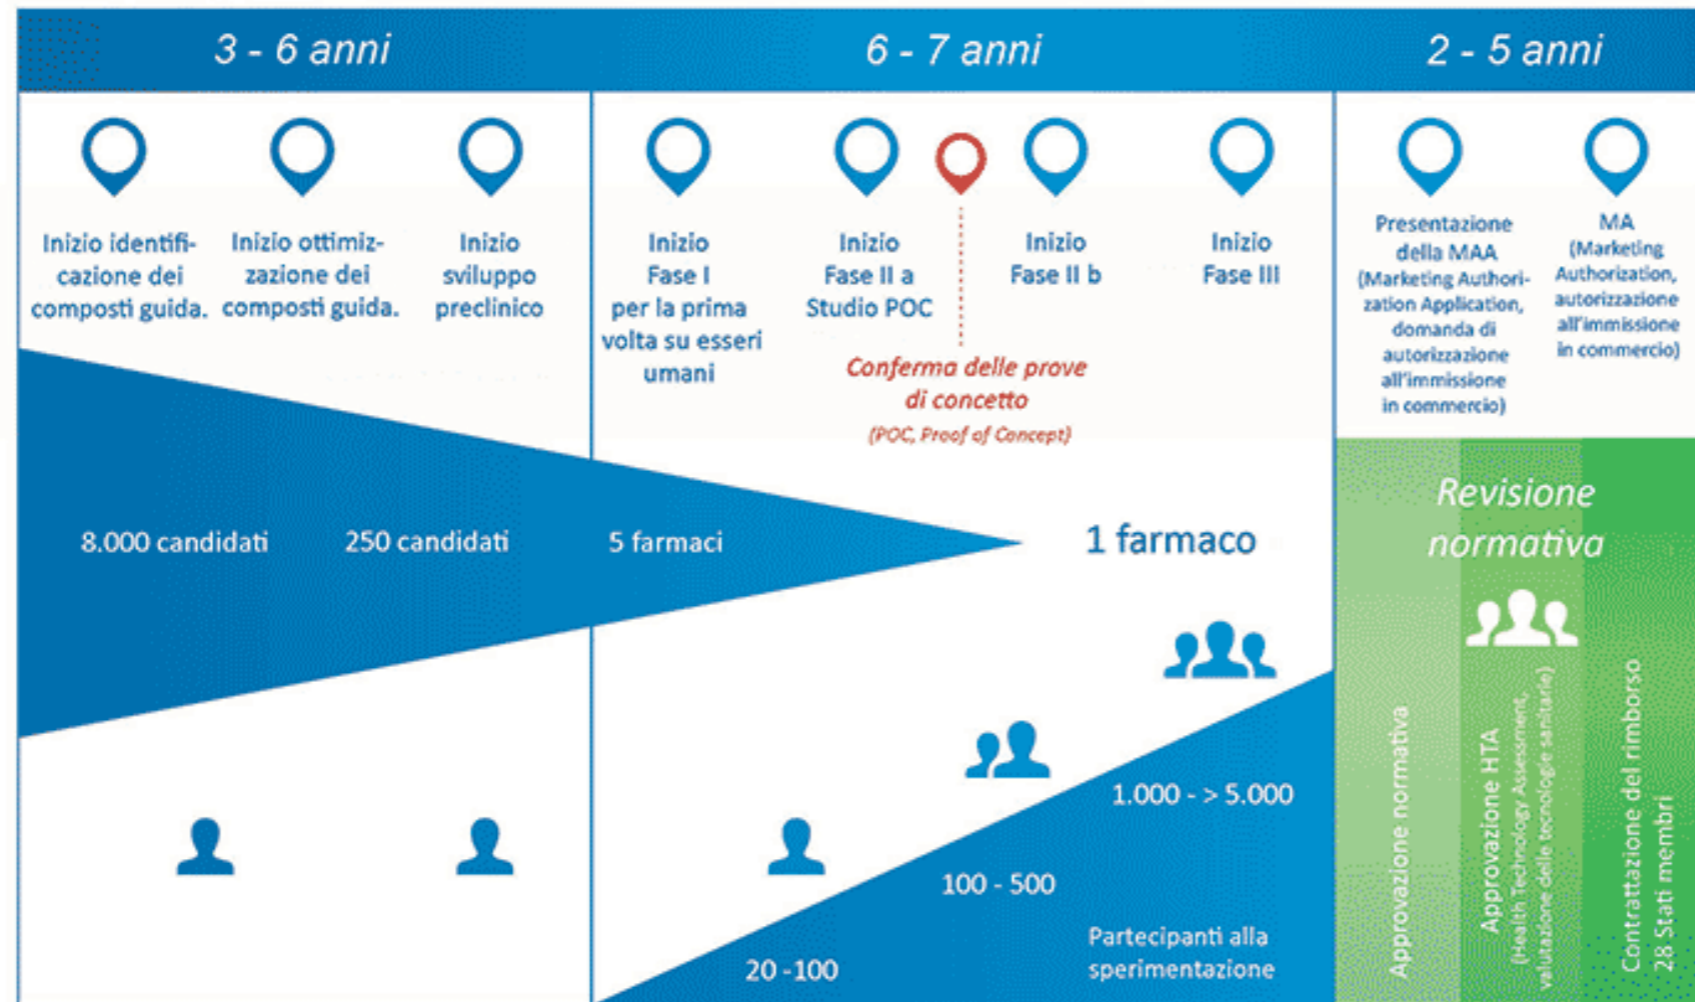 3 - 6 anni
6 - 7 anni
2 - 5 anni
Inizio identifi-
cazione dei
composti guida.
Inizio ottimiz-
zazione dei
composti guida.
Inizio
sviluppo
preclinico
Inizio
Fase I
per la prima
volta su esseri
umani
Inizio
Fase II a
Studio POC
Conferma delle prove
di concetto
(POC, Proof of Concept)
Inizio
Fase II b
Inizio
Fase III
Presentazione
della MAA
(Marketing Authori-
zation Application,
domanda di
autorizzazione
all'immissione
in commercio)
MA
(Marketing
Authorization,
autorizzazione
all'immissione
in commercio)
8.000 candidati
250 candidati
5 farmaci
1 farmaco
20 -100
100 - 500
1.000 - > 5.000
Partecipanti alla
sperimentazione
Revisione
normativa
Approvazione normativa
Approvazione HTA
(Health Technology Assessment,
valutazione delle tecnologie sanitarie)
Contrattazione del rimborso
28 Stati membri